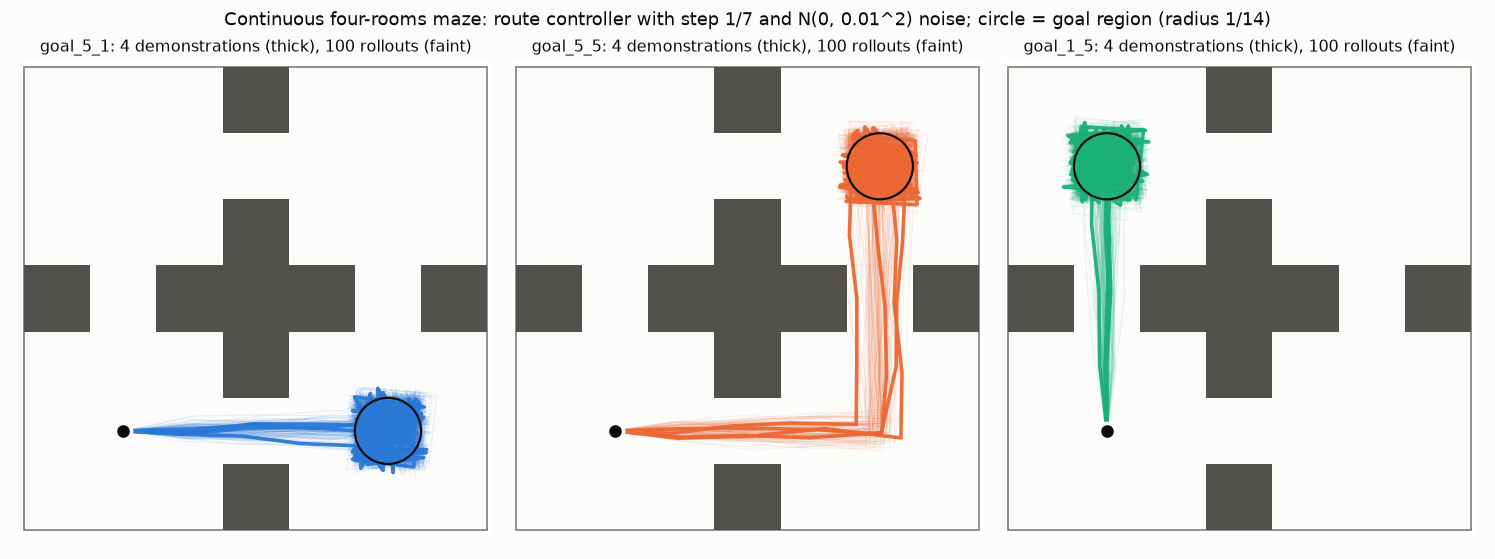 Continuous four-rooms maze: route controller with step 1/7 and N(0, 0.01^2) noise; circle = goal region (radius 1/14)
goal_5_1: 4 demonstrations (thick), 100 rollouts (faint)
goal_5_5: 4 demonstrations (thick), 100 rollouts (faint)
goal_1_5: 4 demonstrations (thick), 100 rollouts (faint)